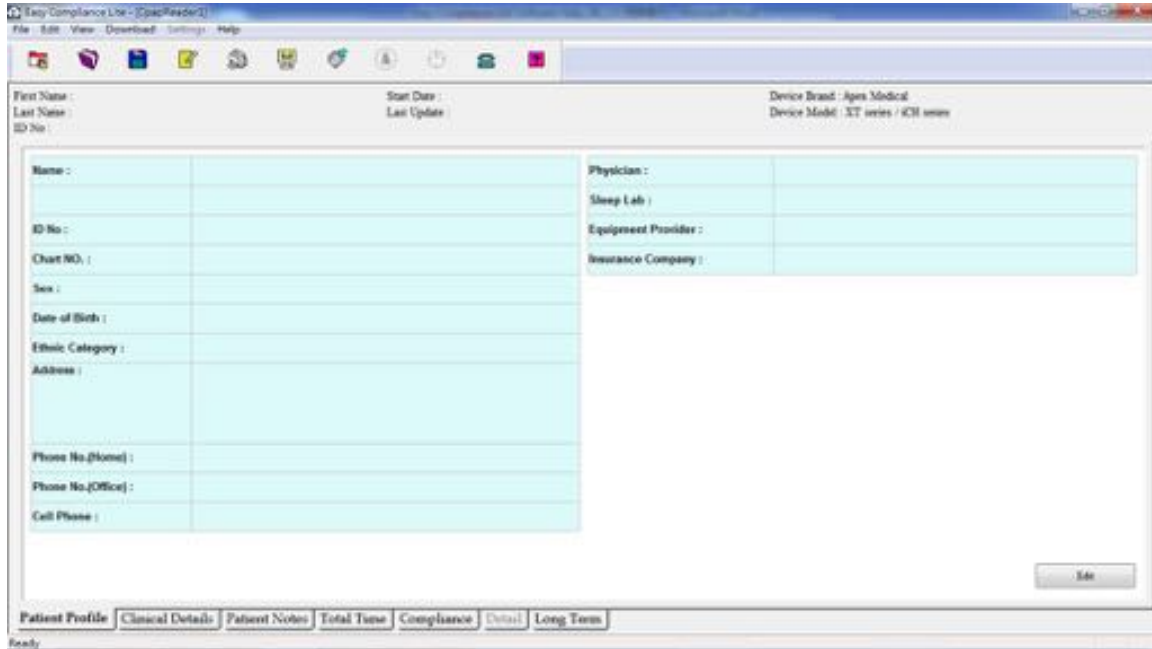 Easy Compliance Lite - [CpapReader1]
File Edit View Download Settings Help
First Name :
Last Name :
ID No :
Start Date :
Last Update :
Device Brand : Apex Medical
Device Model : XT series / iCH series
Name :
ID No :
Chart NO. :
Sex :
Date of Birth :
Ethnic Category :
Address :
Phone No.(Home) :
Phone No.(Office) :
Cell Phone :
Physician :
Sleep Lab :
Equipment Provider :
Insurance Company :
Edit
Patient Profile Clinical Details Patient Notes Total Time Compliance Detail Long Term
Ready